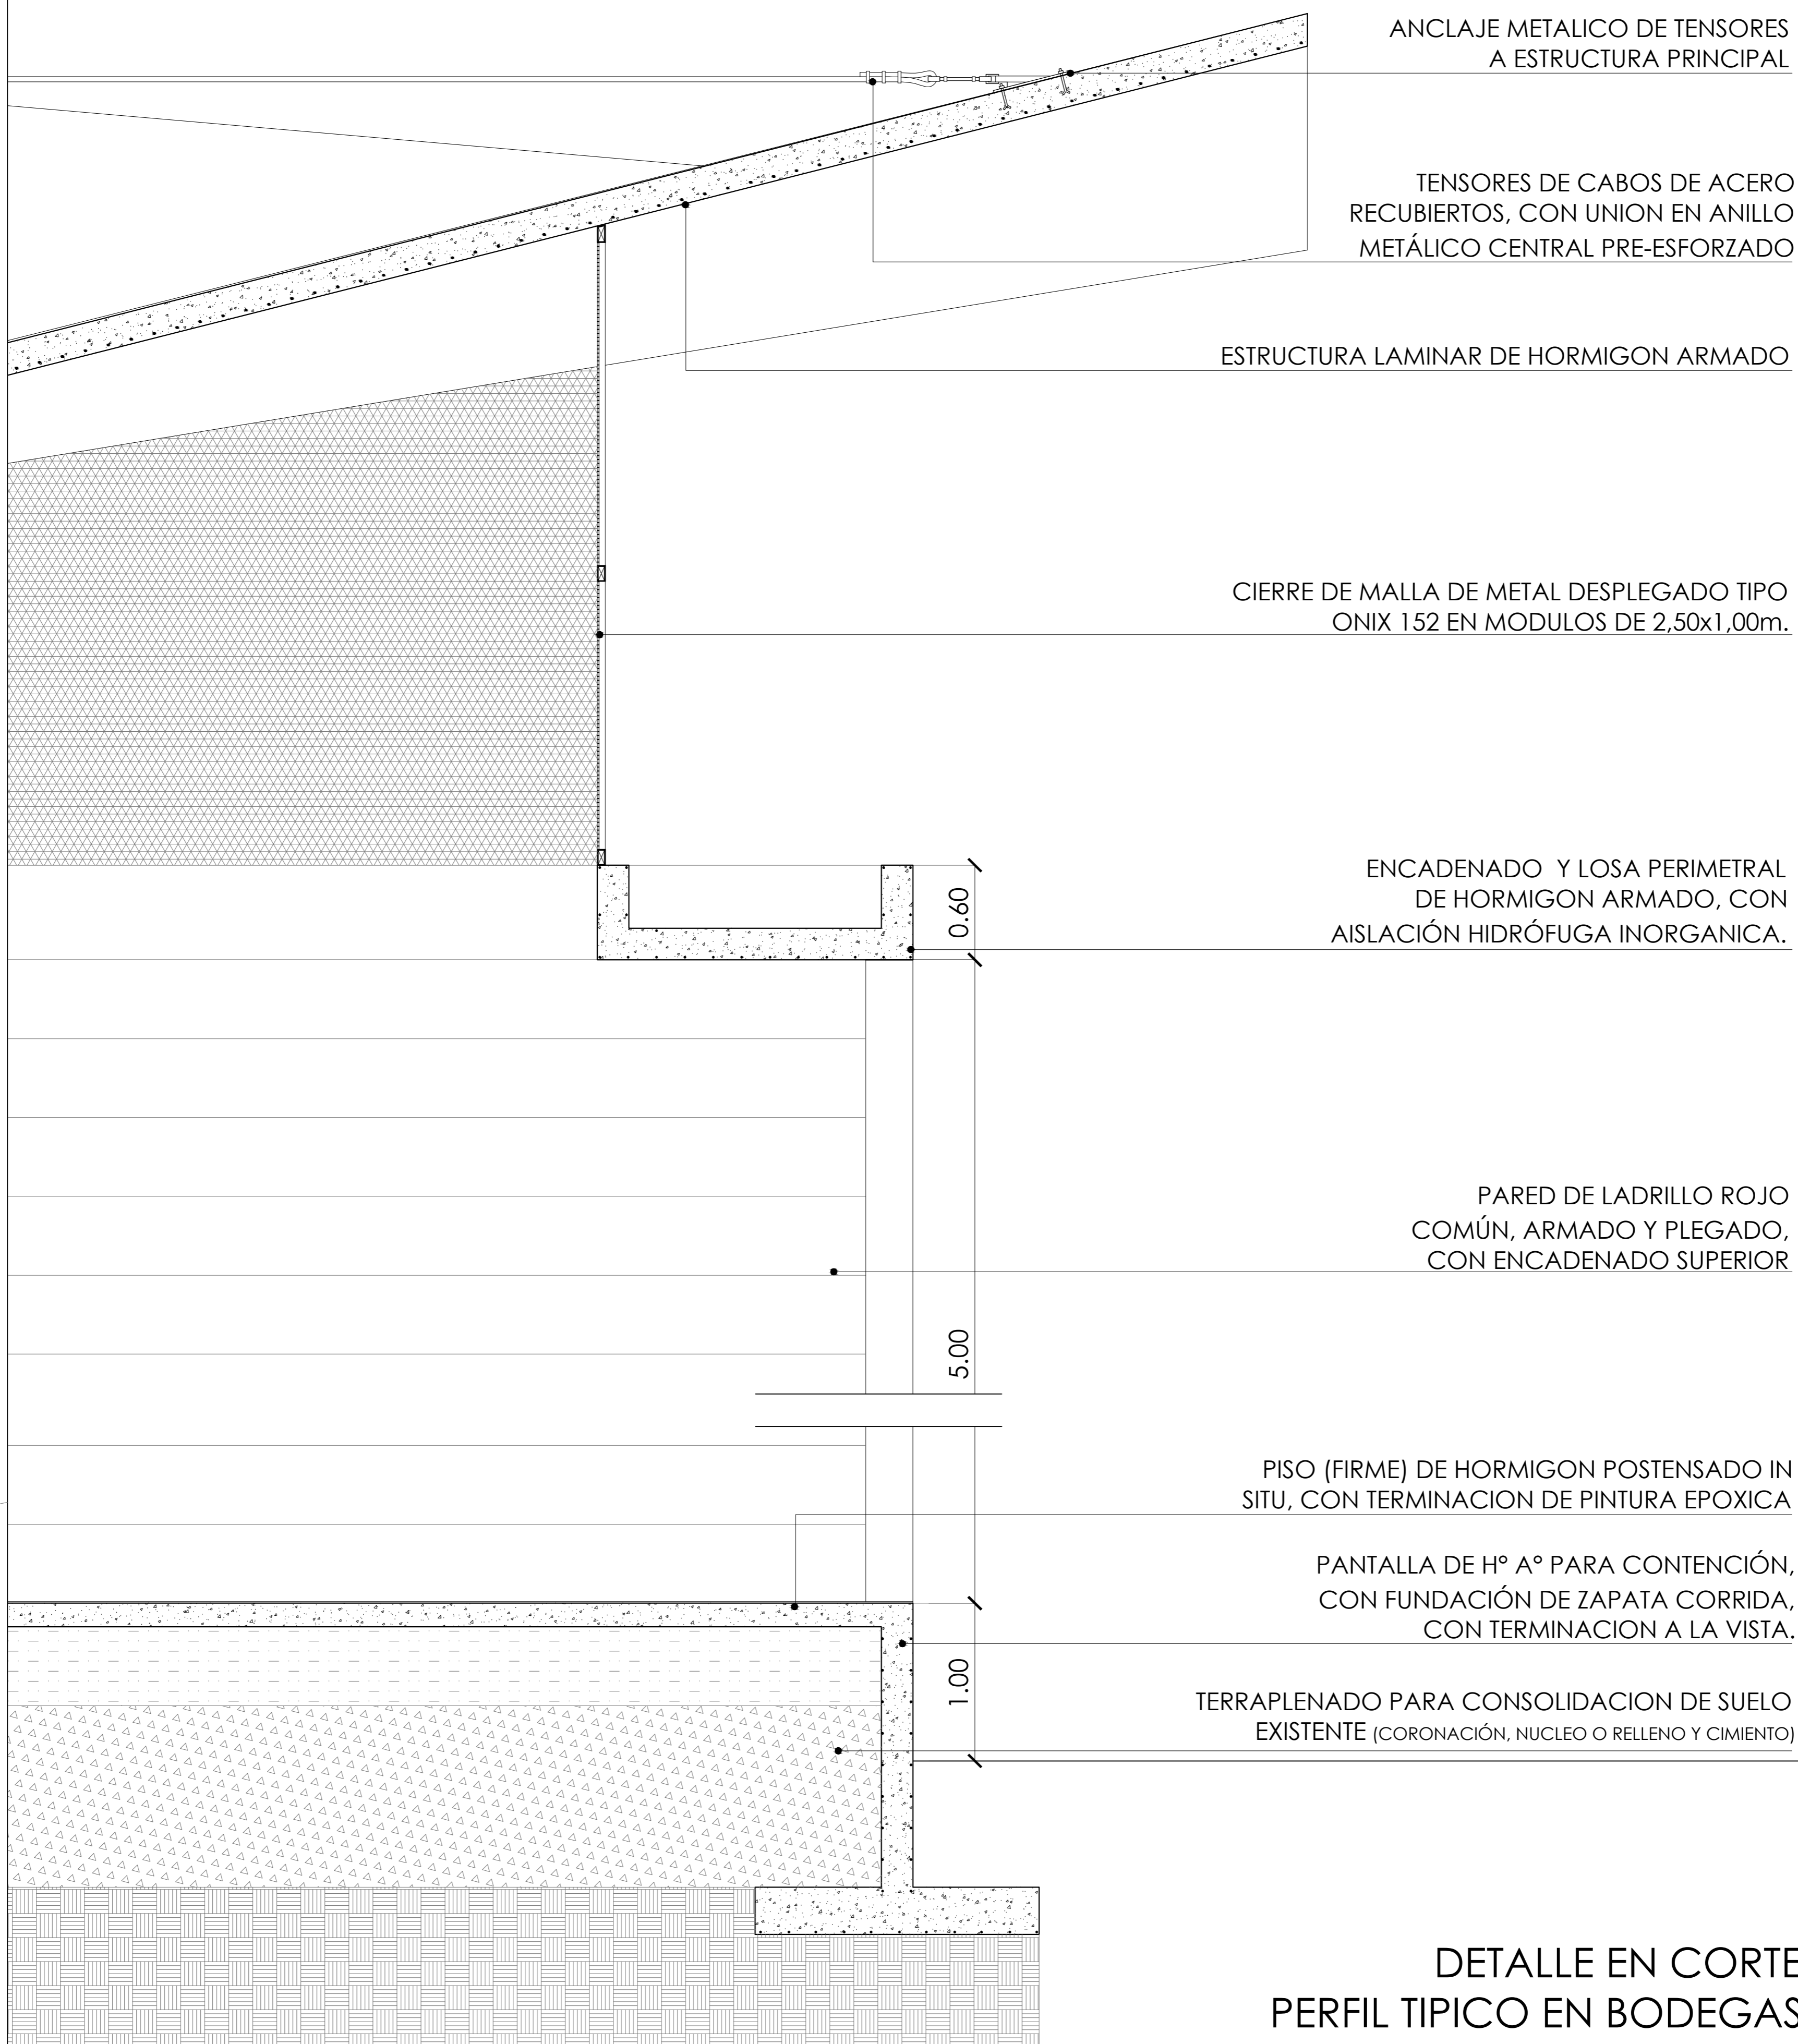 ANCLAJE METALICO DE TENSORES
A ESTRUCTURA PRINCIPAL
TENSORES DE CABOS DE ACERO
RECUBIERTOS, CON UNION EN ANILLO
METÁLICO CENTRAL PRE-ESFORZADO
ESTRUCTURA LAMINAR DE HORMIGON ARMADO
CIERRE DE MALLA DE METAL DESPLEGADO TIPO
ONIX 152 EN MODULOS DE 2,50x1,00m.
ENCADENADO Y LOSA PERIMETRAL
DE HORMIGON ARMADO, CON
AISLACIÓN HIDRÓFUGA INORGANICA.
0.60
PARED DE LADRILLO ROJO
COMÚN, ARMADO Y PLEGADO,
CON ENCADENADO SUPERIOR
5.00
PISO (FIRME) DE HORMIGON POSTENSADO IN
SITU, CON TERMINACION DE PINTURA EPOXICA
PANTALLA DE Hº Aº PARA CONTENCIÓN,
CON FUNDACIÓN DE ZAPATA CORRIDA,
CON TERMINACION A LA VISTA.
1.00
TERRAPLENADO PARA CONSOLIDACION DE SUELO
EXISTENTE (CORONACIÓN, NUCLEO O RELLENO Y CIMIENTO)
DETALLE EN CORTE
PERFIL TIPICO EN BODEGAS